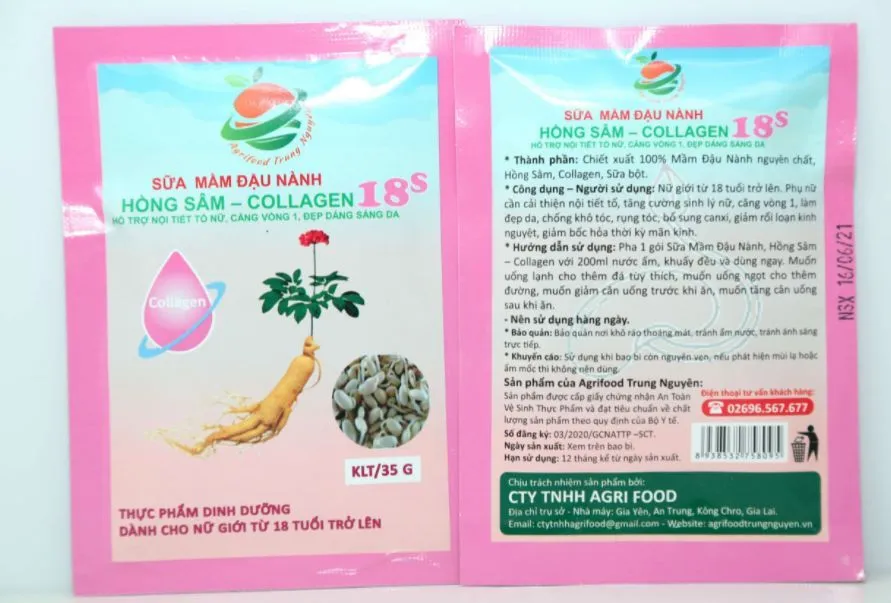 Agrifood Trung Nguyên
SỮA MẦM ĐẬU NÀNH
HỒNG SÂM – COLLAGEN 18S
HỖ TRỢ NỘI TIẾT TỐ NỮ, CĂNG VÒNG 1, ĐẸP DÁNG SÁNG DA
Collagen
KLT/35 G
THỰC PHẨM DINH DƯỠNG
DÀNH CHO NỮ GIỚI TỪ 18 TUỔI TRỞ LÊN
Agrifood Trung Nguyên
SỮA MẦM ĐẬU NÀNH
HỒNG SÂM – COLLAGEN 18S
HỖ TRỢ NỘI TIẾT TỐ NỮ, CĂNG VÒNG 1, ĐẸP DÁNG SÁNG DA
* Thành phần: Chiết xuất 100% Mầm Đậu Nành nguyên chất,
Hồng Sâm, Collagen, Sữa bột.
* Công dụng – Người sử dụng: Nữ giới từ 18 tuổi trở lên. Phụ nữ
cần cải thiện nội tiết tố, tăng cường sinh lý nữ, căng vòng 1, làm
đẹp da, chống khô tóc, rụng tóc, bổ sung canxi, giảm rối loạn kinh
nguyệt, giảm bốc hỏa thời kỳ mãn kinh.
* Hướng dẫn sử dụng: Pha 1 gói Sữa Mầm Đậu Nành, Hồng Sâm
– Collagen với 200ml nước ấm, khuấy đều và dùng ngay. Muốn
uống lạnh cho thêm đá tùy thích, muốn uống ngọt cho thêm
đường, muốn giảm cân uống trước khi ăn, muốn tăng cân uống
sau khi ăn.
- Nên sử dụng hàng ngày.
* Bảo quản: Bảo quản nơi khô ráo thoáng mát, tránh ẩm nước, tránh ánh sáng
trực tiếp.
* Khuyến cáo: Sử dụng khi bao bì còn nguyên vẹn, nếu phát hiện mùi lạ hoặc
ẩm mốc thì không nên dùng.
Sản phẩm của Agrifood Trung Nguyên:
Sản phẩm được cấp giấy chứng nhận An Toàn
Vệ Sinh Thực Phẩm và đạt tiêu chuẩn về chất
lượng sản phẩm theo quy định của Bộ Y tế.
Số đăng ký: 03/2020/GCNATTP –SCT.
Ngày sản xuất: Xem trên bao bì.
Hạn sử dụng: 12 tháng kể từ ngày sản xuất.
Điện thoại tư vấn khách hàng:
02696.567.677
8 938532 758095
Chịu trách nhiệm sản phẩm bởi:
CTY TNHH AGRI FOOD
Địa chỉ trụ sở - Nhà máy: Gia Yên, An Trung, Kông Chro, Gia Lai.
Email: ctytnhhagrifood@gmail.com - Website: agrifoodtrungnguyen.vn
NSX 16/06/21